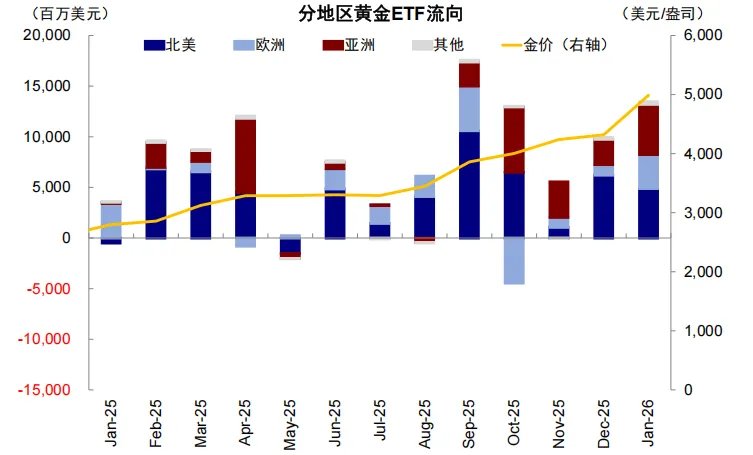 分地区黄金ETF流向
（百万美元）
（美元/盎司）
北美 欧洲 亚洲 其他 金价（右轴）
20,000
15,000
10,000
5,000
0
-5,000
-10,000
-15,000
6,000
5,000
4,000
3,000
2,000
1,000
0
Jan-25
Feb-25
Mar-25
Apr-25
May-25
Jun-25
Jul-25
Aug-25
Sep-25
Oct-25
Nov-25
Dec-25
Jan-26